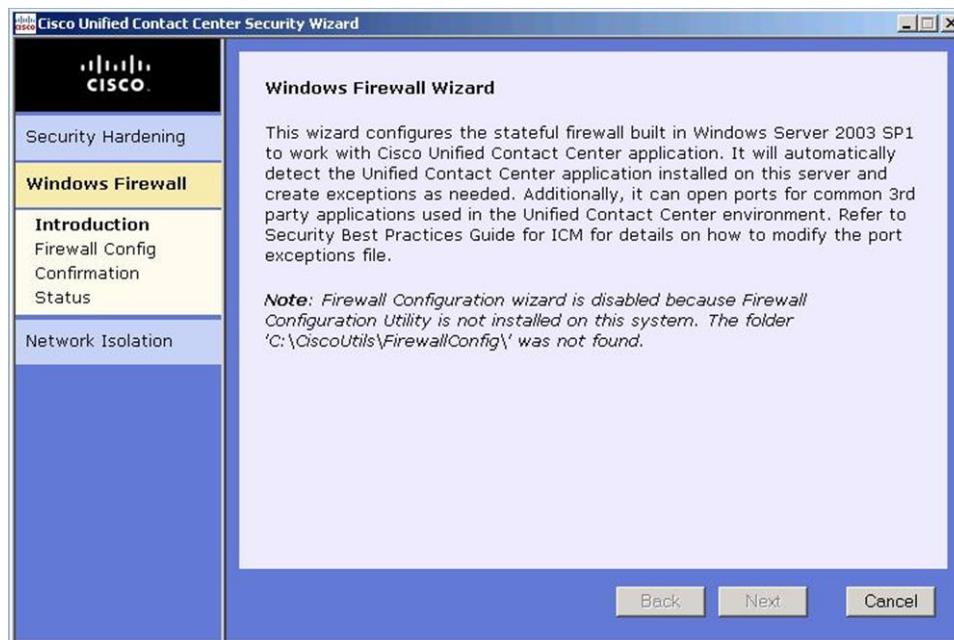 Cisco Unified Contact Center Security Wizard
CISCO
Security Hardening
Windows Firewall
Introduction
Firewall Config
Confirmation
Status
Network Isolation
Windows Firewall Wizard
This wizard configures the stateful firewall built in Windows Server 2003 SP1
to work with Cisco Unified Contact Center application. It will automatically
detect the Unified Contact Center application installed on this server and
create exceptions as needed. Additionally, it can open ports for common 3rd
party applications used in the Unified Contact Center environment. Refer to
Security Best Practices Guide for ICM for details on how to modify the port
exceptions file.
Note: Firewall Configuration wizard is disabled because Firewall
Configuration Utility is not installed on this system. The folder
'C:\CiscoUtils\FirewallConfig\' was not found.
Back
Next
Cancel